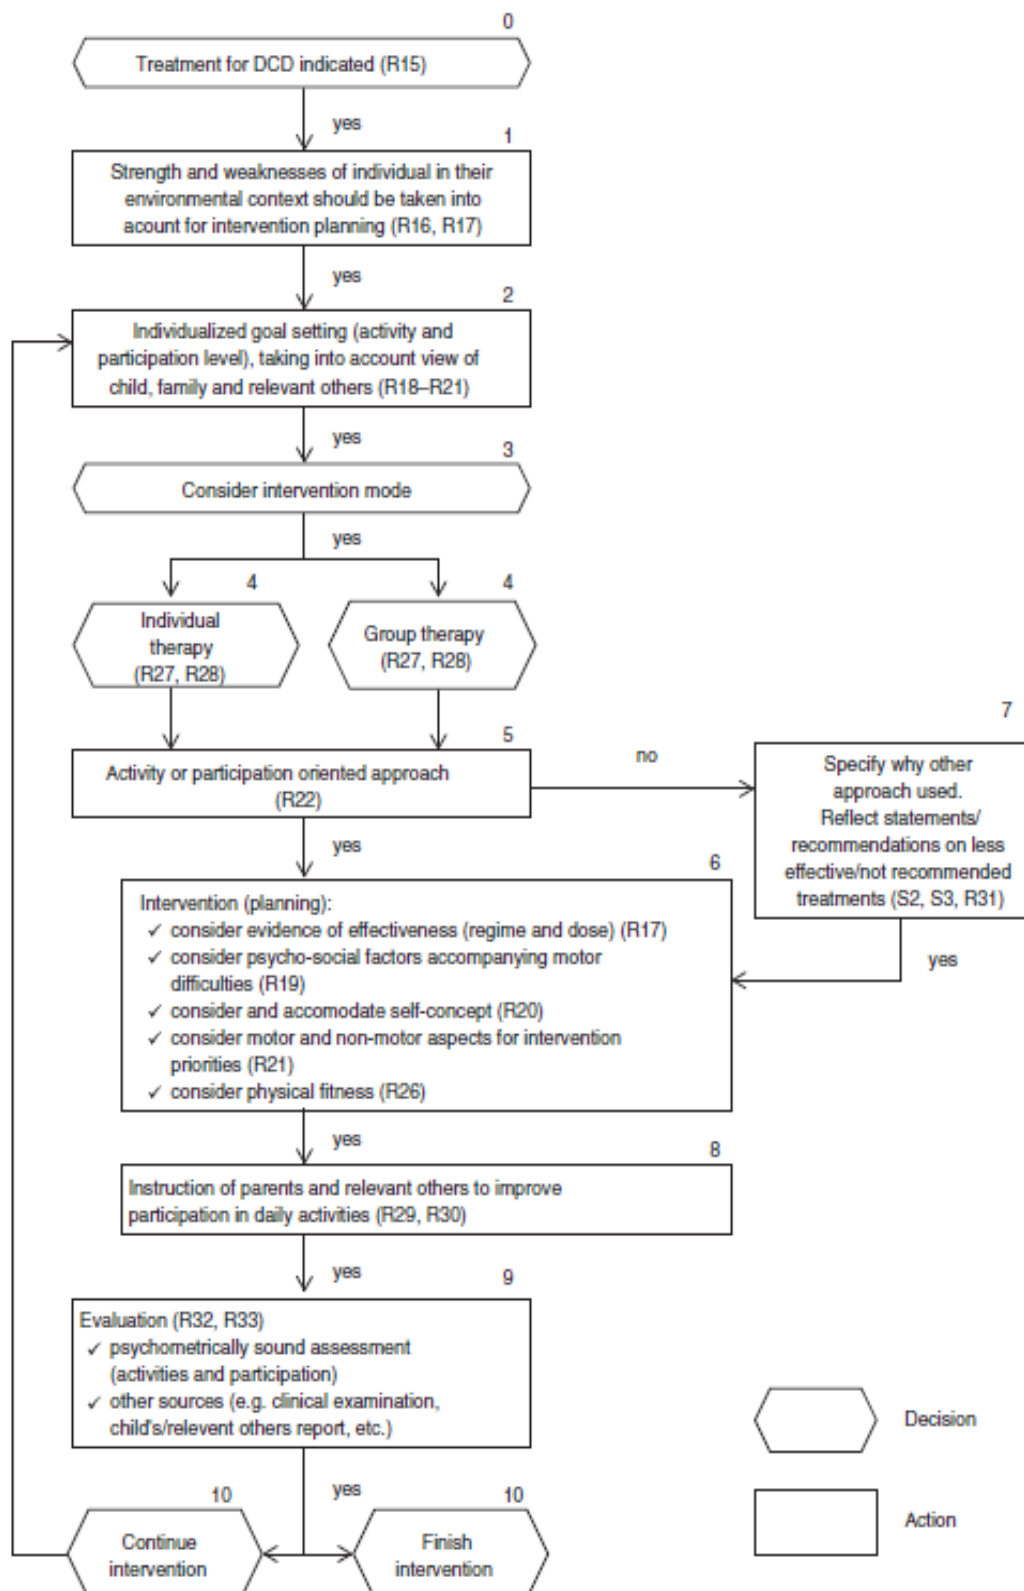 0
Treatment for DCD indicated (R15)
yes
1
Strength and weaknesses of individual in their
environmental context should be taken into
acount for intervention planning (R16, R17)
yes
2
Individualized goal setting (activity and
participation level), taking into account view of
child, family and relevant others (R18–R21)
yes
3
Consider intervention mode
yes
4
Individual
therapy
(R27, R28)
4
Group therapy
(R27, R28)
5
Activity or participation oriented approach
(R22)
no
7
Specify why other
approach used.
Reflect statements/
recommendations on less
effective/not recommended
treatments (S2, S3, R31)
yes
yes
6
Intervention (planning):
✓ consider evidence of effectiveness (regime and dose) (R17)
✓ consider psycho-social factors accompanying motor
difficulties (R19)
✓ consider and accomodate self-concept (R20)
✓ consider motor and non-motor aspects for intervention
priorities (R21)
✓ consider physical fitness (R26)
yes
8
Instruction of parents and relevant others to improve
participation in daily activities (R29, R30)
yes
9
Evaluation (R32, R33)
✓ psychometrically sound assessment
(activities and participation)
✓ other sources (e.g. clinical examination,
child's/relevent others report, etc.)
yes
10
Continue
intervention
10
Finish
intervention
Decision
Action